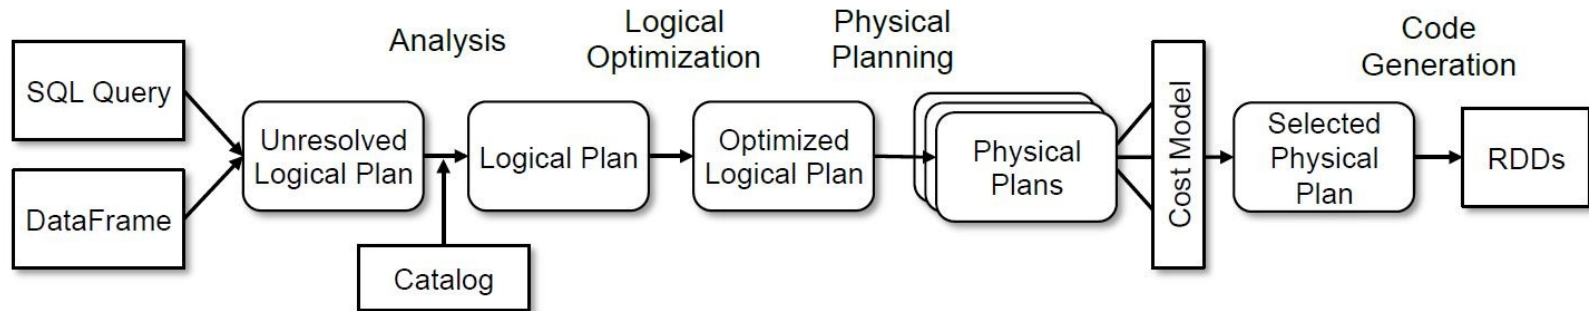 Analysis
Logical
Optimization
Physical
Planning
Code
Generation
SQL Query
DataFrame
Unresolved
Logical Plan
Catalog
Logical Plan
Optimized
Logical Plan
Physical
Plans
Cost Model
Selected
Physical
Plan
RDDs